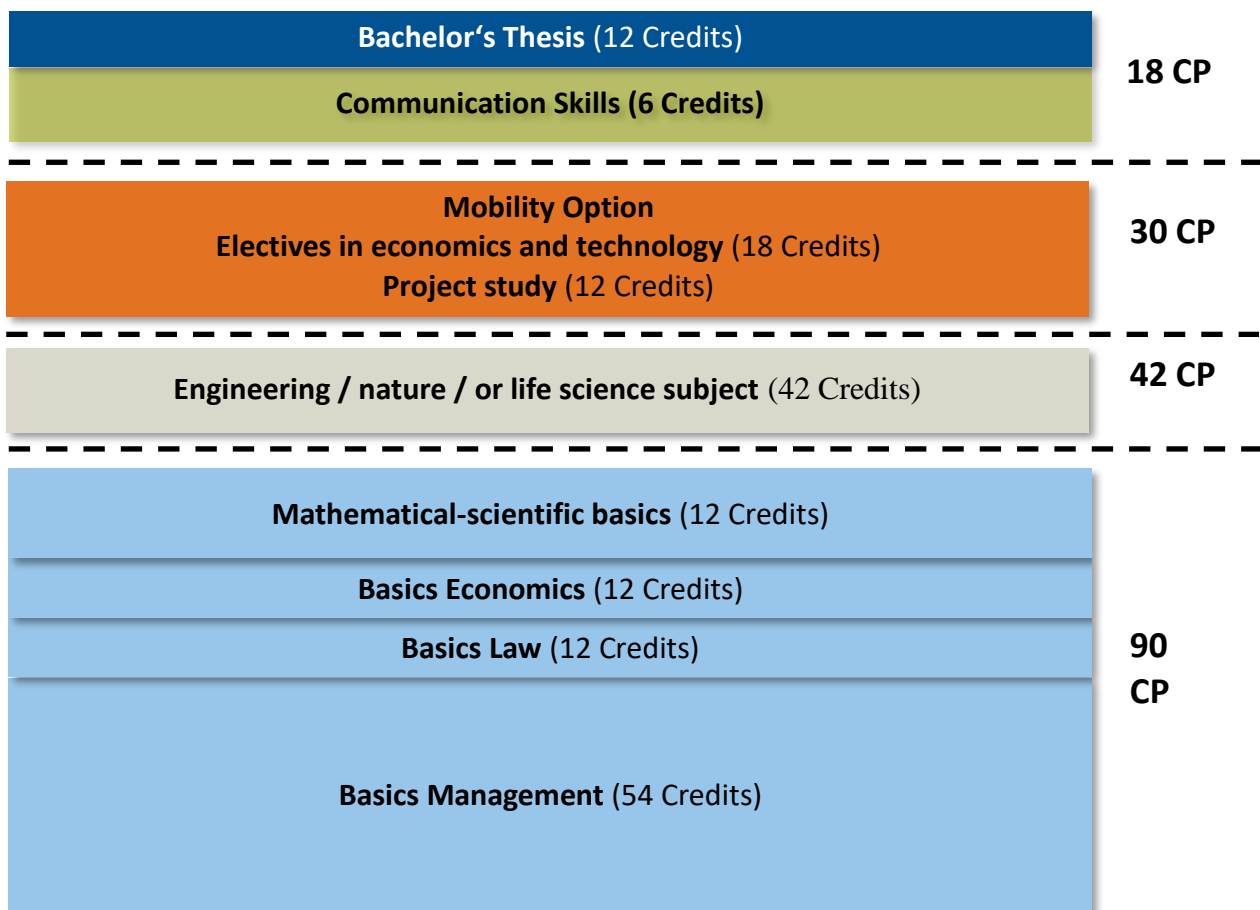 Bachelor‘s Thesis (12 Credits)
18 CP
Communication Skills (6 Credits)
Mobility Option
Electives in economics and technology (18 Credits)
Project study (12 Credits)
30 CP
Engineering / nature / or life science subject (42 Credits)
42 CP
Mathematical-scientific basics (12 Credits)
Basics Economics (12 Credits)
Basics Law (12 Credits)
Basics Management (54 Credits)
90
CP